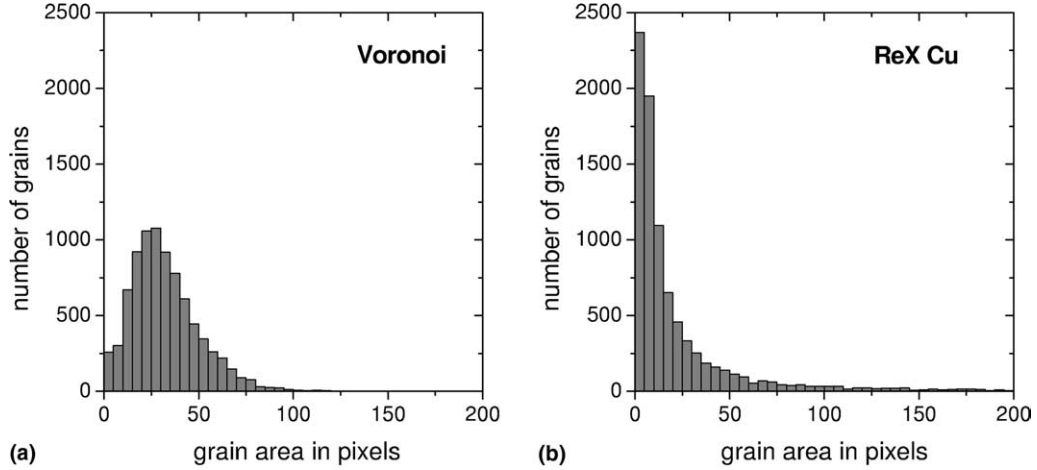 2500
2000
1500
1000
500
0
number of grains
Voronoi
0 50 100 150 200
(a) grain area in pixels
2500
2000
1500
1000
500
0
number of grains
ReX Cu
0 50 100 150 200
(b) grain area in pixels